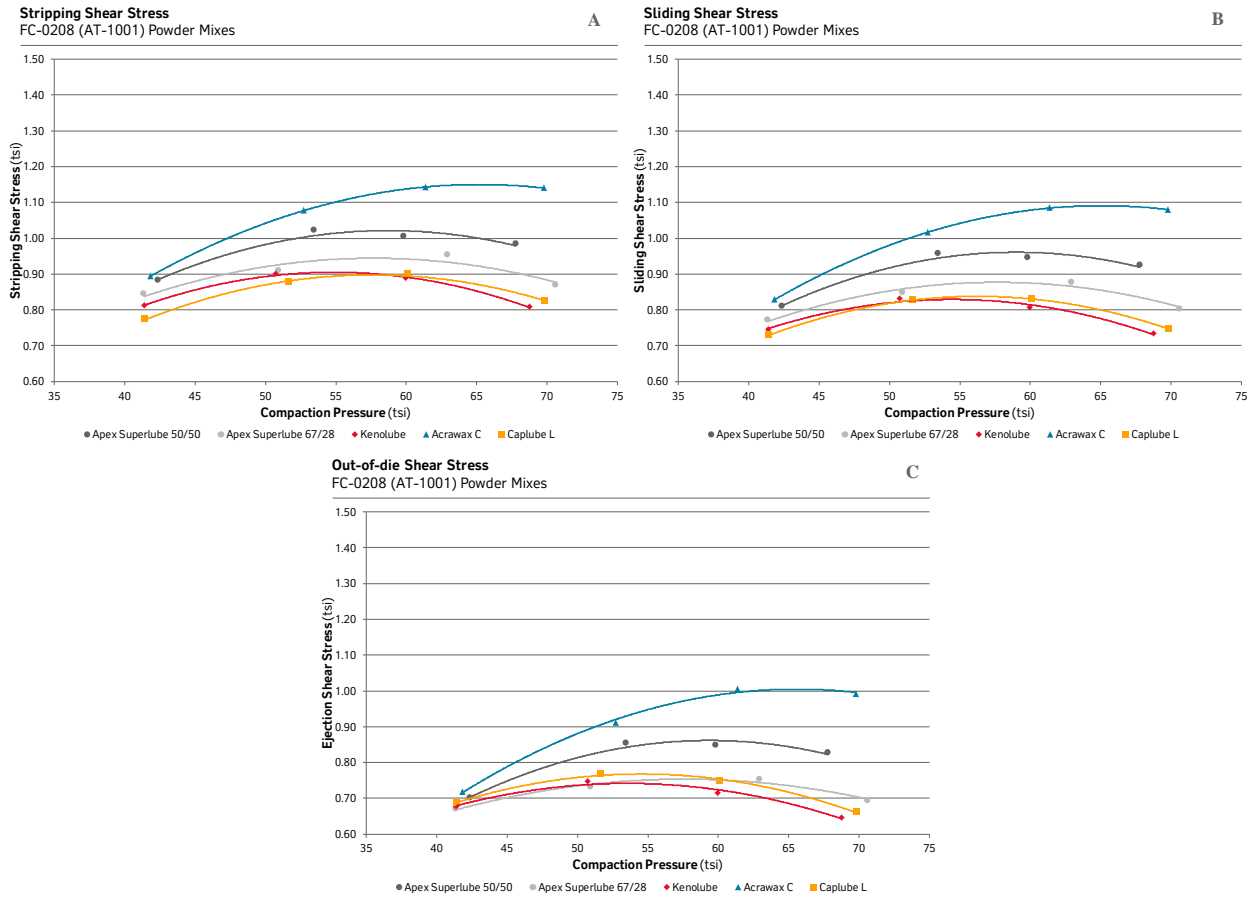 Stripping Shear Stress
FC-0208 (AT-1001) Powder Mixes
A
1.50
1.40
1.30
1.20
1.10
1.00
0.90
0.80
0.70
0.60
Stripping Shear Stress (tsi)
35 40 45 50 55 60 65 70 75
Compaction Pressure (tsi)
Apex Superlube 50/50 Apex Superlube 67/28 Kenolube Acrawax C Caplube L
Sliding Shear Stress
FC-0208 (AT-1001) Powder Mixes
B
1.50
1.40
1.30
1.20
1.10
1.00
0.90
0.80
0.70
0.60
Sliding Shear Stress (tsi)
35 40 45 50 55 60 65 70 75
Compaction Pressure (tsi)
Apex Superlube 50/50 Apex Superlube 67/28 Kenolube Acrawax C Caplube L
Out-of-die Shear Stress
FC-0208 (AT-1001) Powder Mixes
C
1.50
1.40
1.30
1.20
1.10
1.00
0.90
0.80
0.70
0.60
Ejection Shear Stress (tsi)
35 40 45 50 55 60 65 70 75
Compaction Pressure (tsi)
Apex Superlube 50/50 Apex Superlube 67/28 Kenolube Acrawax C Caplube L